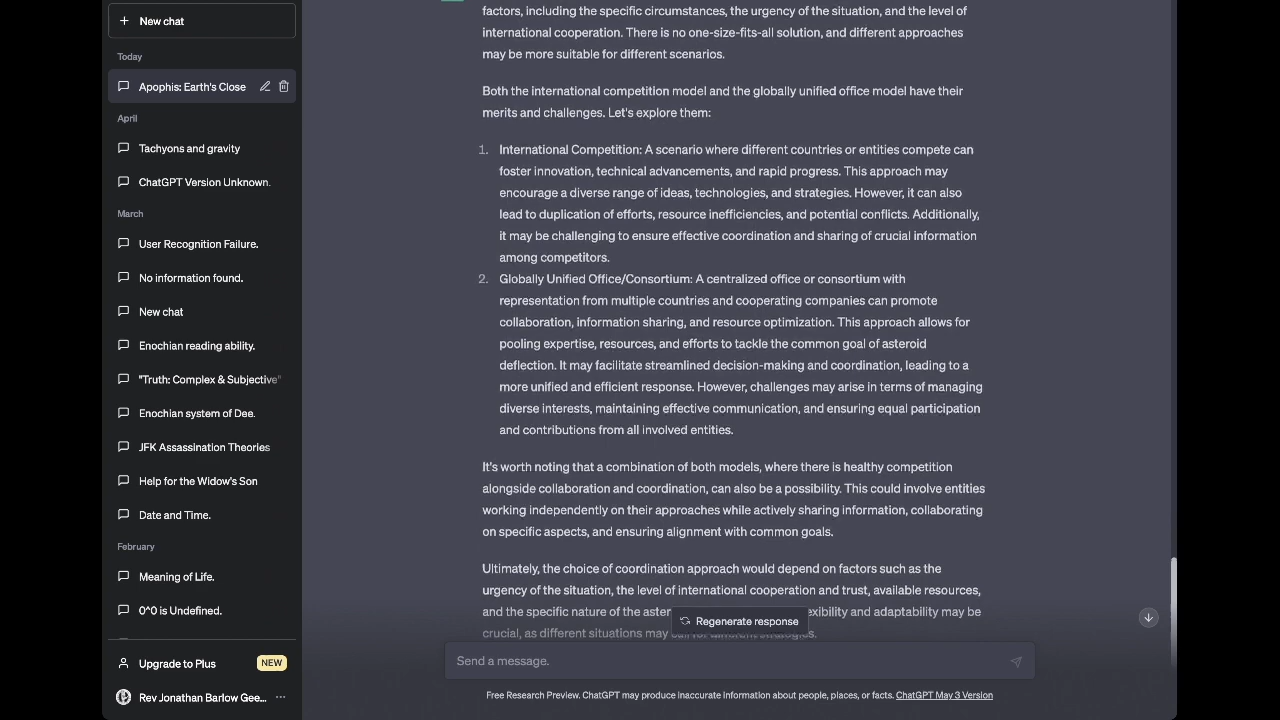 New chat
Today
Apophis: Earth's Close
April
Tachyons and gravity
ChatGPT Version Unknown.
March
User Recognition Failure.
No information found.
New chat
Enochian reading ability.
"Truth: Complex & Subjective"
Enochian system of Dee.
JFK Assassination Theories
Help for the Widow's Son
Date and Time.
February
Meaning of Life.
0^0 is Undefined.
Upgrade to Plus
NEW
Rev Jonathan Barlow Gee...
factors, including the specific circumstances, the urgency of the situation, and the level of
international cooperation. There is no one-size-fits-all solution, and different approaches
may be more suitable for different scenarios.
Both the international competition model and the globally unified office model have their
merits and challenges. Let's explore them:
1. International Competition: A scenario where different countries or entities compete can
foster innovation, technical advancements, and rapid progress. This approach may
encourage a diverse range of ideas, technologies, and strategies. However, it can also
lead to duplication of efforts, resource inefficiencies, and potential conflicts. Additionally,
it may be challenging to ensure effective coordination and sharing of crucial information
among competitors.
2. Globally Unified Office/Consortium: A centralized office or consortium with
representation from multiple countries and cooperating companies can promote
collaboration, information sharing, and resource optimization. This approach allows for
pooling expertise, resources, and efforts to tackle the common goal of asteroid
deflection. It may facilitate streamlined decision-making and coordination, leading to a
more unified and efficient response. However, challenges may arise in terms of managing
diverse interests, maintaining effective communication, and ensuring equal participation
and contributions from all involved entities.
It's worth noting that a combination of both models, where there is healthy competition
alongside collaboration and coordination, can also be a possibility. This could involve entities
working independently on their approaches while actively sharing information, collaborating
on specific aspects, and ensuring alignment with common goals.
Ultimately, the choice of coordination approach would depend on factors such as the
urgency of the situation, the level of international cooperation and trust, available resources,
and the specific nature of the and adaptability may be
crucial, as different situations may strategies.
Regenerate response
Send a message.
Free Research Preview. ChatGPT may produce inaccurate information about people, places, or facts. ChatGPT May 3 Version